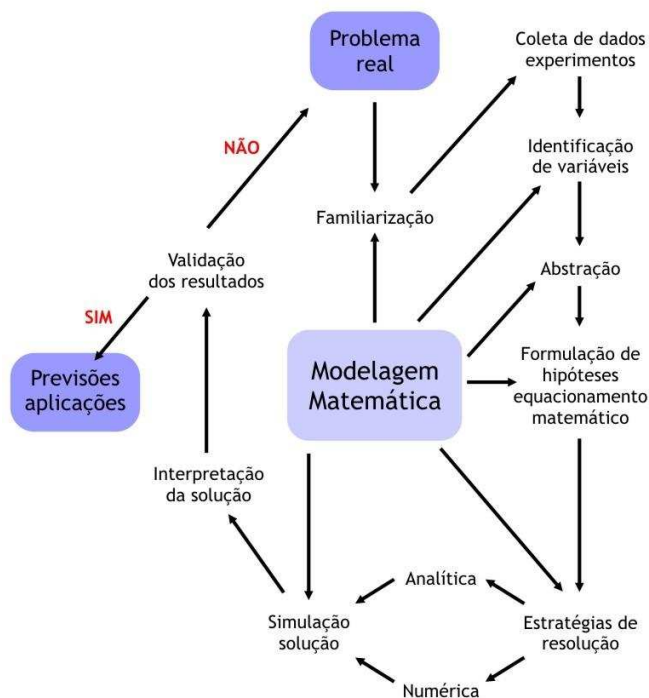 Problema
real
Coleta de dados
experimentos
NÃO
Identificação
de variáveis
Familiarização
Validação
dos resultados
Abstração
SIM
Previsões
aplicações
Modelagem
Matemática
Formulação de
hipóteses
equacionamento
matemático
Interpretação
da solução
Analítica
Simulação
solução
Estratégias de
resolução
Numérica